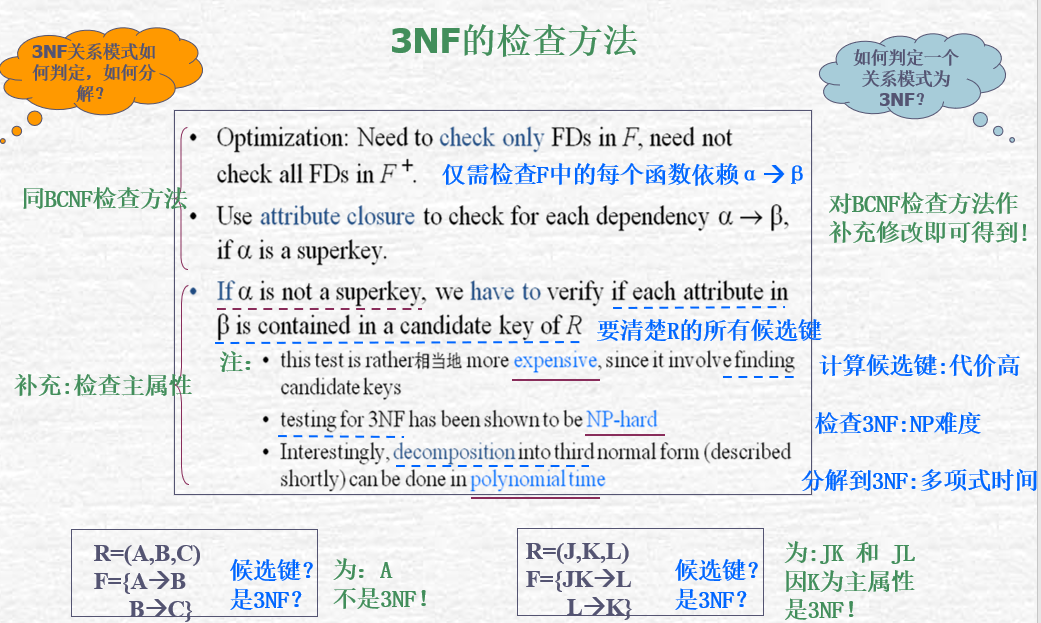 3NF的检查方法
3NF关系模式如
何判定，如何分
解？
如何判定一个
关系模式为
3NF？
• Optimization: Need to check only FDs in F, need not
check all FDs in F⁺.
仅需检查F中的每个函数依赖α→β
同BCNF检查方法
• Use attribute closure to check for each dependency α → β,
if α is a superkey.
对BCNF检查方法作
补充修改即可得到!
• If α is not a superkey, we have to verify if each attribute in
β is contained in a candidate key of R
要清楚R的所有候选键
补充:检查主属性
注:
• this test is rather相当地 more expensive, since it involve finding
candidate keys
计算候选键:代价高
• testing for 3NF has been shown to be NP-hard
检查3NF:NP难度
• Interestingly, decomposition into third normal form (described
shortly) can be done in polynomial time
分解到3NF:多项式时间
R=(A,B,C)
F={A→B
B→C}
候选键?
是3NF?
为: A
不是3NF!
R=(J,K,L)
F={JK→L
L→K}
候选键?
是3NF?
为:JK 和 JL
因K为主属性
是3NF!